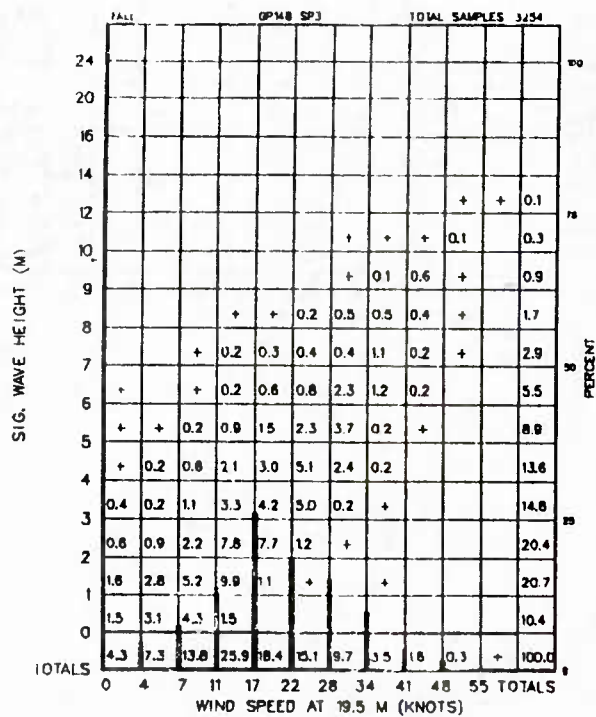 FALL GP148 SP3 TOTAL SAMPLES 3254
24 100
20
18
16
14
+ + 0.1
12 75
+ + + 0.1 0.3
10
+ 0.1 0.6 + 0.9
9
+ + 0.2 0.5 0.5 0.4 + 1.7
8
+ 0.2 0.3 0.4 0.4 1.1 0.2 + 2.9
7 50
+ + 0.2 0.6 0.8 2.3 1.2 0.2 5.5
6
+ + 0.2 0.9 1.5 2.3 3.7 0.2 + 8.9
5
+ 0.2 0.6 2.1 3.0 5.1 2.4 0.2 13.6
4
0.4 0.2 1.1 3.3 4.2 5.0 0.2 + 14.6
3 25
0.6 0.9 2.2 7.6 7.7 1.2 + 20.4
2
1.6 2.8 5.2 9.9 1.1 + + 20.7
1
1.5 3.1 4.3 1.5 10.4
0
4.3 7.3 13.8 25.9 18.4 15.1 9.7 3.5 1.6 0.3 + 100.0
TOTALS 0
0 4 7 11 17 22 28 34 41 48 55 TOTALS
WIND SPEED AT 19.5 M (KNOTS)
SIG. WAVE HEIGHT (M)
PERCENT